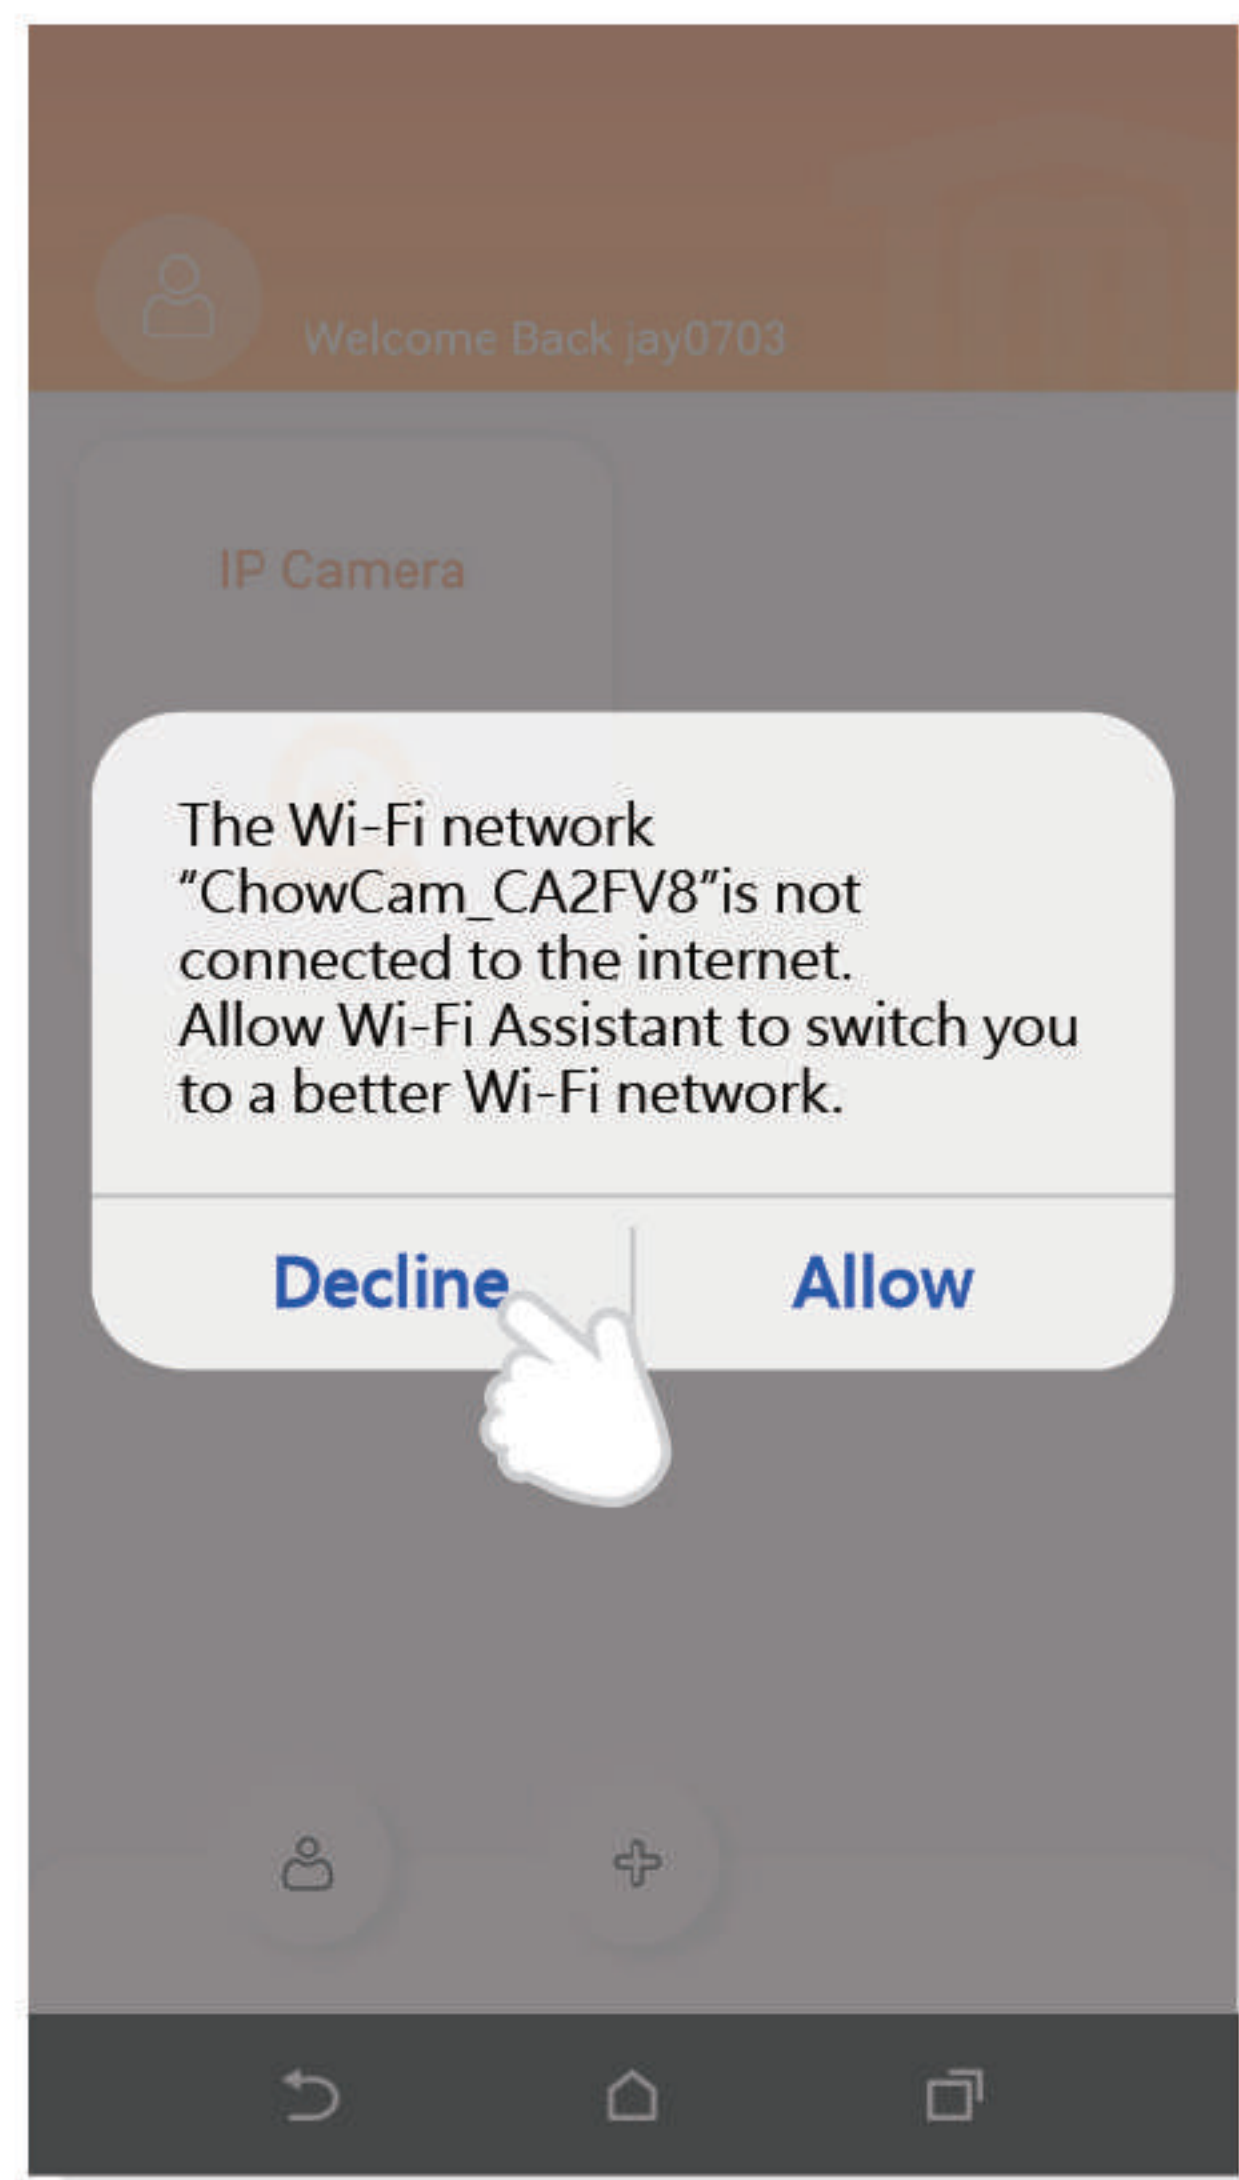 Welcome Back jay0703
IP Camera
The Wi-Fi network
"ChowCam_CA2FV8"is not
connected to the internet.
Allow Wi-Fi Assistant to switch you
to a better Wi-Fi network.
Decline
Allow